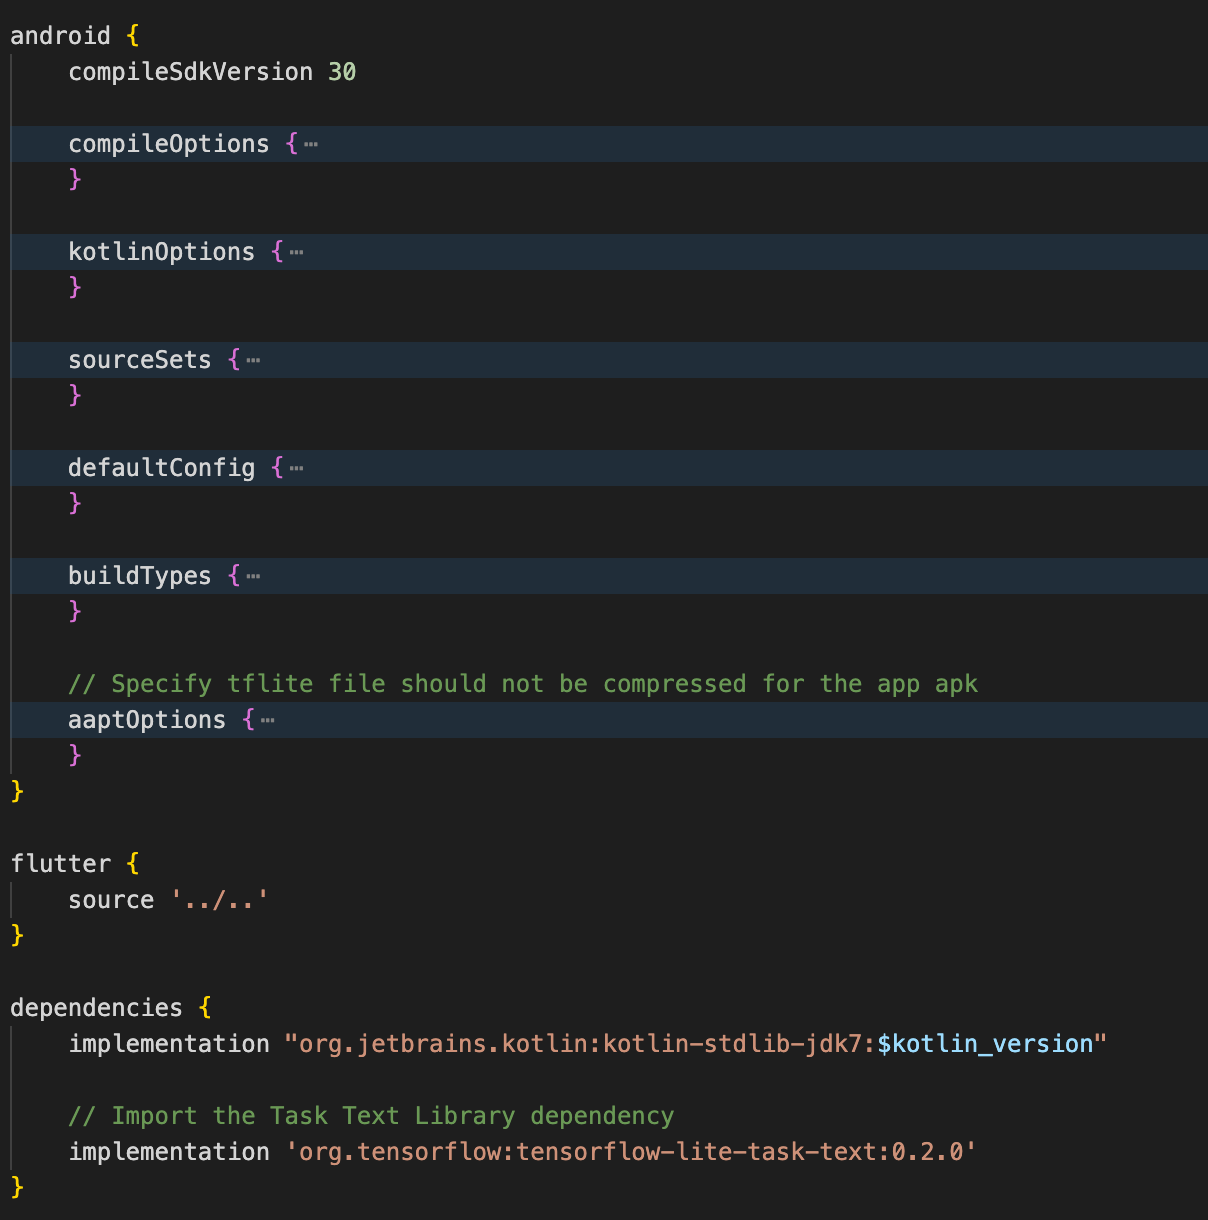 android {
    compileSdkVersion 30

    compileOptions {⋯
    }

    kotlinOptions {⋯
    }

    sourceSets {⋯
    }

    defaultConfig {⋯
    }

    buildTypes {⋯
    }

    // Specify tflite file should not be compressed for the app apk
    aaptOptions {⋯
    }
}

flutter {
    source '../..'
}

dependencies {
    implementation "org.jetbrains.kotlin:kotlin-stdlib-jdk7:$kotlin_version"

    // Import the Task Text Library dependency
    implementation 'org.tensorflow:tensorflow-lite-task-text:0.2.0'
}